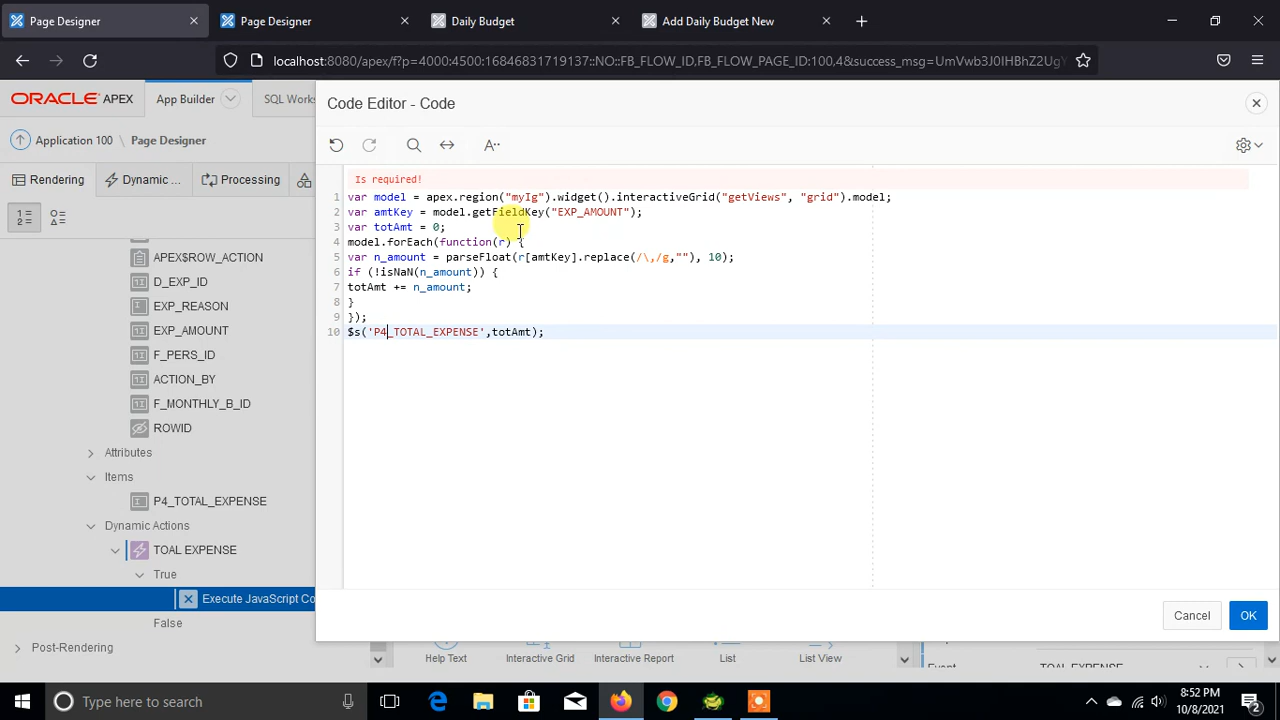 Page Designer
Page Designer
Daily Budget
Add Daily Budget New
localhost:8080/apex/f?p=4000:4500:16846831719137::NO::FB_FLOW_ID,FB_FLOW_PAGE_ID:100,4&success_msg=UmVwb3J0IHBhZ2Ug
ORACLE APEX
App Builder
SQL Works
Code Editor - Code
Application 100 \ Page Designer
Rendering
Dynamic ...
Processing
A··
Is required!
1 var model = apex.region("myIg").widget().interactiveGrid("getViews", "grid").model;
2 var amtKey = model.getFieldKey("EXP_AMOUNT");
3 var totAmt = 0;
4 model.forEach(function(r) {
5 var n_amount = parseFloat(r[amtKey].replace(/\,/g,""), 10);
6 if (!isNaN(n_amount)) {
7 totAmt += n_amount;
8 }
9 });
10 $s('P4_TOTAL_EXPENSE',totAmt);
APEX$ROW_ACTION
D_EXP_ID
EXP_REASON
EXP_AMOUNT
F_PERS_ID
ACTION_BY
F_MONTHLY_B_ID
ROWID
Attributes
Items
P4_TOTAL_EXPENSE
Dynamic Actions
TOAL EXPENSE
True
Execute JavaScript Co
False
Post-Rendering
Cancel
OK
Help Text
Interactive Grid
Interactive Report
List
List View
Event
TOAL EXPENSE
Type here to search
8:52 PM
10/8/2021
2